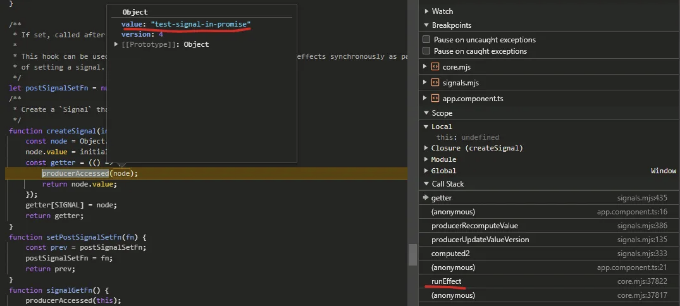 }
/**
* If set, called after
*
* This hook can be used
effects synchronously as pa
* of setting a signal.
*/
let postSignalSetFn = nu
/**
* Create a `Signal` tha
*/
function createSignal(in
const node = Object.
node.value = initial
const getter = (() =>
producerAccessed(node);
return node.value;
});
getter[SIGNAL] = node;
return getter;
}
function setPostSignalSetFn(fn) {
const prev = postSignalSetFn;
postSignalSetFn = fn;
return prev;
}
function signalGetFn() {
producerAccessed(this);
Object
value: "test-signal-in-promise"
version: 4
[[Prototype]]: Object
Watch
Breakpoints
Pause on uncaught exceptions
Pause on caught exceptions
core.mjs
signals.mjs
app.component.ts
Scope
Local
this: undefined
Closure (createSignal)
Module
Global Window
Call Stack
getter signals.mjs:435
(anonymous) app.component.ts:16
producerRecomputeValue signals.mjs:386
producerUpdateValueVersion signals.mjs:135
computed2 signals.mjs:333
(anonymous) app.component.ts:21
runEffect core.mjs:37822
(anonymous) core.mjs:37817